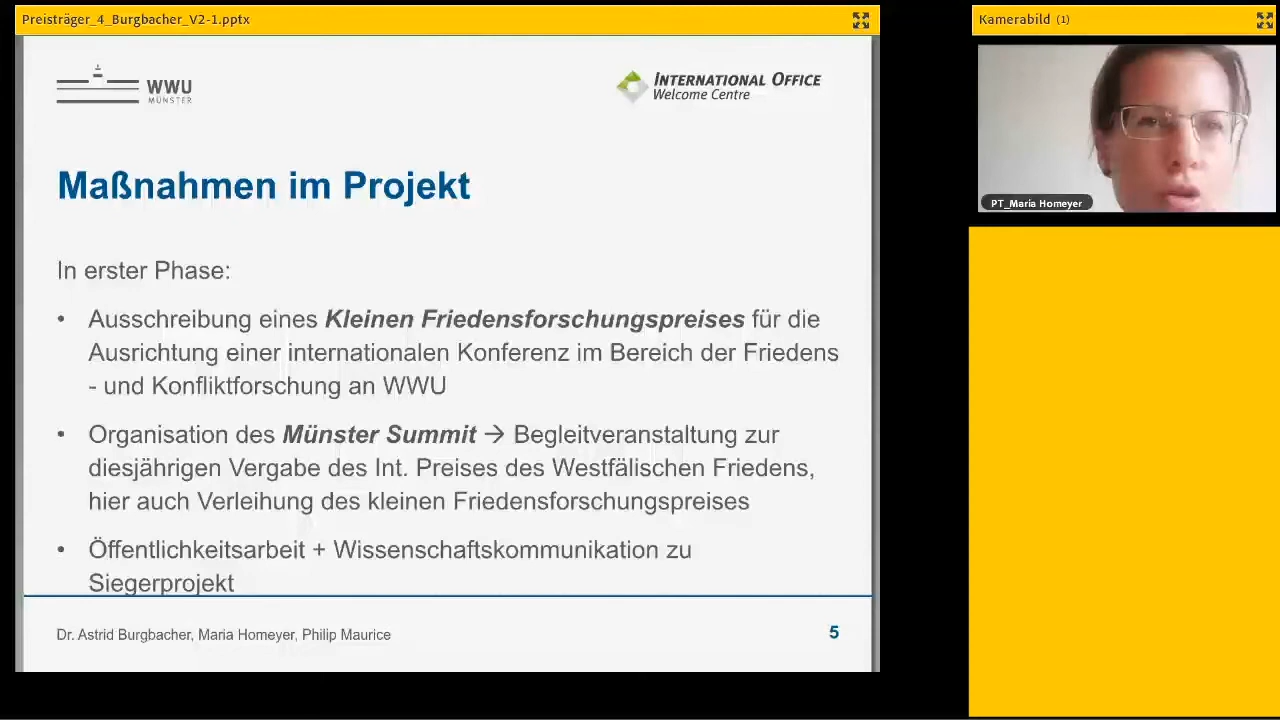 Preisträger_4_Burgbacher_V2-1.pptx
Kamerabild (1)
WWU
MÜNSTER
INTERNATIONAL OFFICE
Welcome Centre
PT_Maria Homeyer
Maßnahmen im Projekt
In erster Phase:
• Ausschreibung eines Kleinen Friedensforschungspreises für die
Ausrichtung einer internationalen Konferenz im Bereich der Friedens
- und Konfliktforschung an WWU
• Organisation des Münster Summit → Begleitveranstaltung zur
diesjährigen Vergabe des Int. Preises des Westfälischen Friedens,
hier auch Verleihung des kleinen Friedensforschungspreises
• Öffentlichkeitsarbeit + Wissenschaftskommunikation zu
Siegerprojekt
Dr. Astrid Burgbacher, Maria Homeyer, Philip Maurice
5